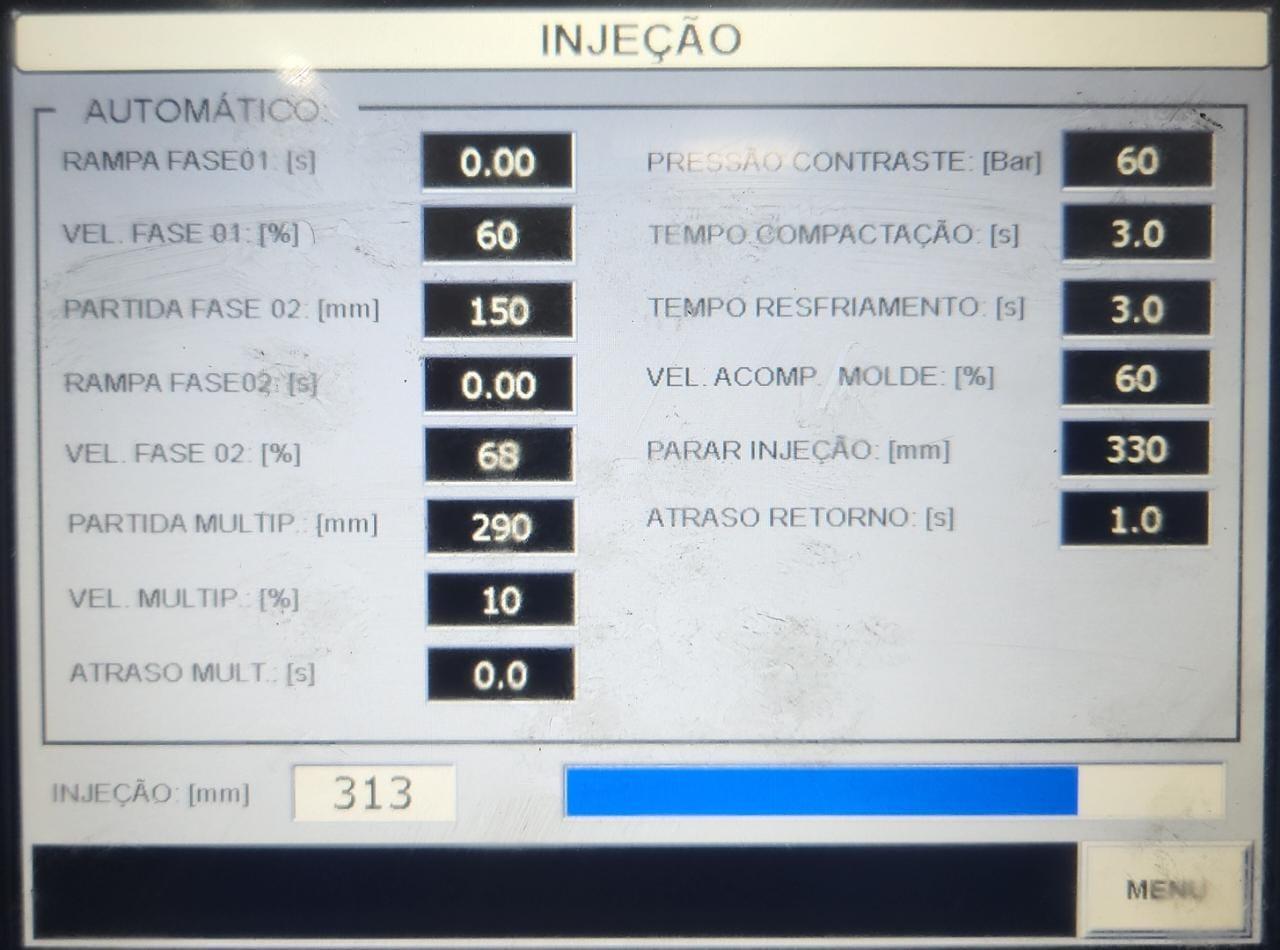 INJEÇÃO
AUTOMÁTICO:
RAMPA FASE01: [s] 0.00
VEL. FASE 01: [%] 60
PARTIDA FASE 02: [mm] 150
RAMPA FASE02: [s] 0.00
VEL. FASE 02: [%] 68
PARTIDA MULTIP.: [mm] 290
VEL. MULTIP.: [%] 10
ATRASO MULT.: [s] 0.0
PRESSÃO CONTRASTE: [Bar] 60
TEMPO COMPACTAÇÃO: [s] 3.0
TEMPO RESFRIAMENTO: [s] 3.0
VEL. ACOMP. MOLDE: [%] 60
PARAR INJEÇÃO: [mm] 330
ATRASO RETORNO: [s] 1.0
INJEÇÃO: [mm] 313
MENU